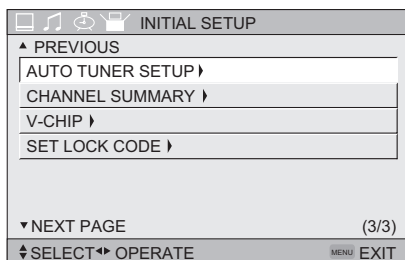 INITIAL SETUP
PREVIOUS
AUTO TUNER SETUP
CHANNEL SUMMARY
V-CHIP
SET LOCK CODE
NEXT PAGE (3/3)
SELECT OPERATE MENU EXIT